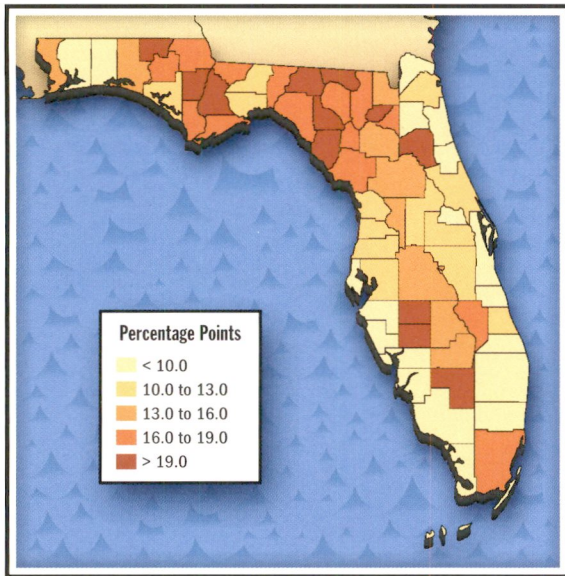 Percentage Points
< 10.0
10.0 to 13.0
13.0 to 16.0
16.0 to 19.0
> 19.0